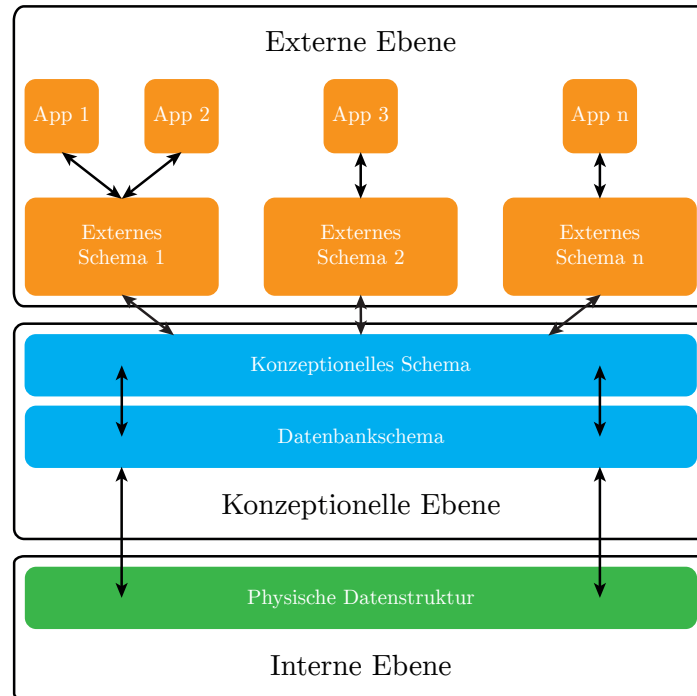 Externe Ebene
App 1
App 2
App 3
App n
Externes
Schema 1
Externes
Schema 2
Externes
Schema n
Konzeptionelles Schema
Datenbankschema
Konzeptionelle Ebene
Physische Datenstruktur
Interne Ebene